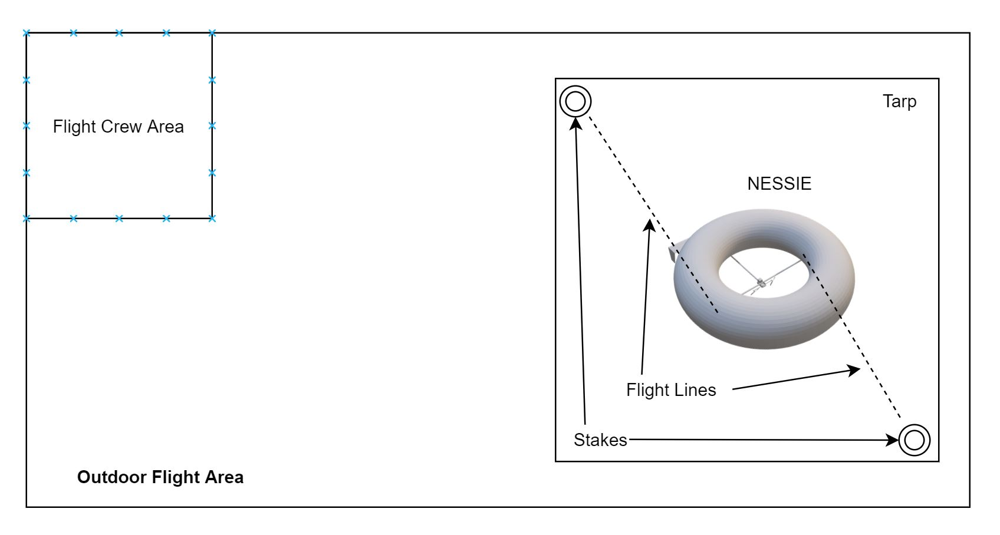 Flight Crew Area
Tarp
NESSIE
Flight Lines
Stakes
Outdoor Flight Area